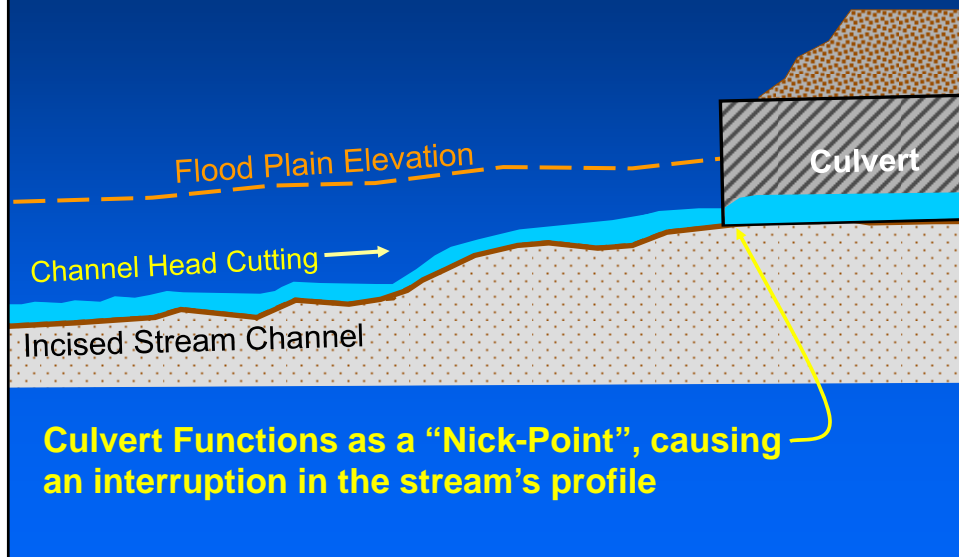 Flood Plain Elevation
Culvert
Channel Head Cutting
Incised Stream Channel
Culvert Functions as a “Nick-Point”, causing
an interruption in the stream’s profile